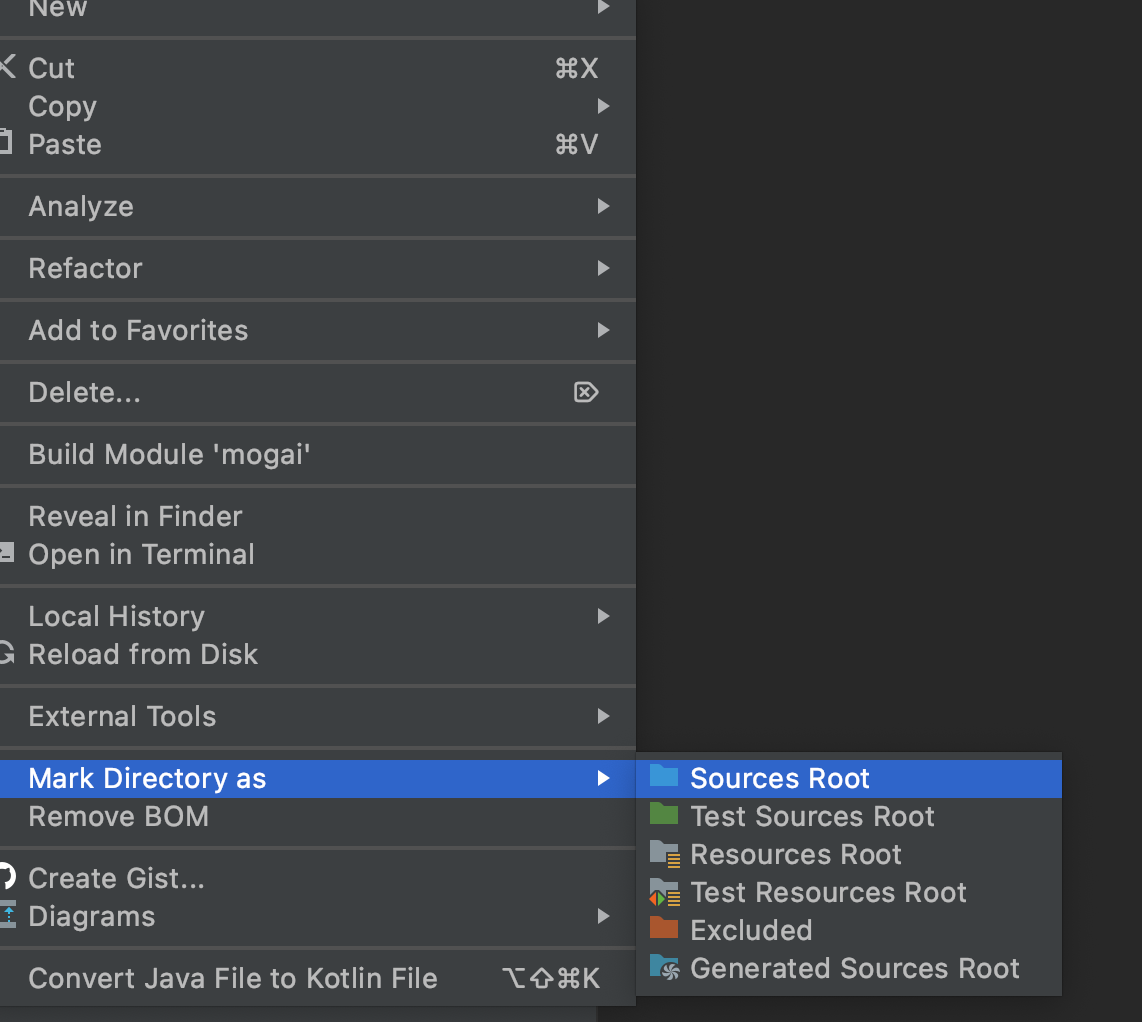 New
Cut ⌘X
Copy
Paste ⌘V
Analyze
Refactor
Add to Favorites
Delete... ⌦
Build Module 'mogai'
Reveal in Finder
Open in Terminal
Local History
Reload from Disk
External Tools
Mark Directory as
Remove BOM
Create Gist...
Diagrams
Convert Java File to Kotlin File ⌥⇧⌘K
Sources Root
Test Sources Root
Resources Root
Test Resources Root
Excluded
Generated Sources Root